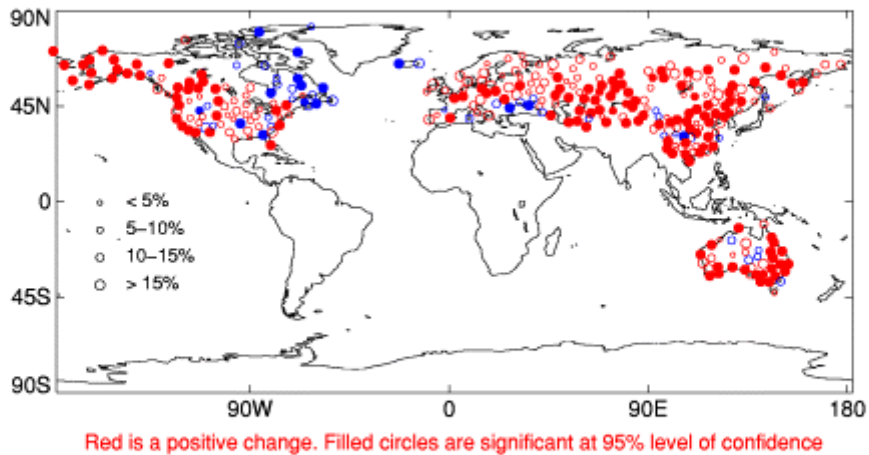 90N
45N
0
45S
90S
< 5%
5–10%
10–15%
> 15%
90W
0
90E
180
Red is a positive change. Filled circles are significant at 95% level of confidence